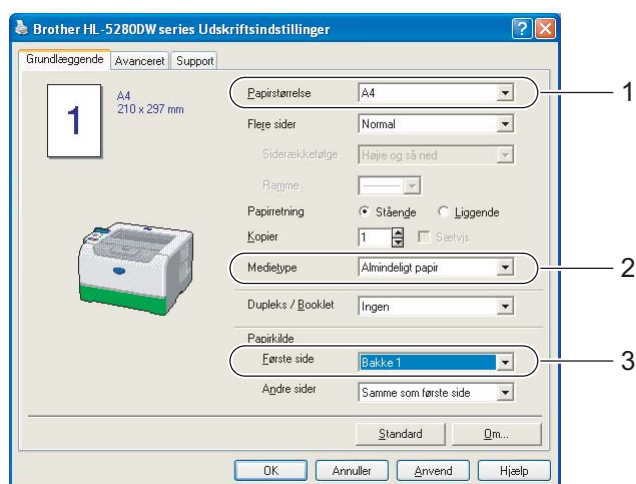 Brother HL-5280DW series Udskriftsindstillinger
Grundlæggende Avanceret Support
1
A4
210 x 297 mm
Papirstørrelse A4 1
Flere sider Normal
Siderækkefølge Højre og så ned
Ramme
Papirretning Stående Liggende
Kopier 1 Sætvis
Medietype Almindeligt papir 2
Dupleks / Booklet Ingen
Papirkilde
Første side Bakke 1 3
Andre sider Samme som første side
Standard Om...
OK Annuller Anvend Hjælp